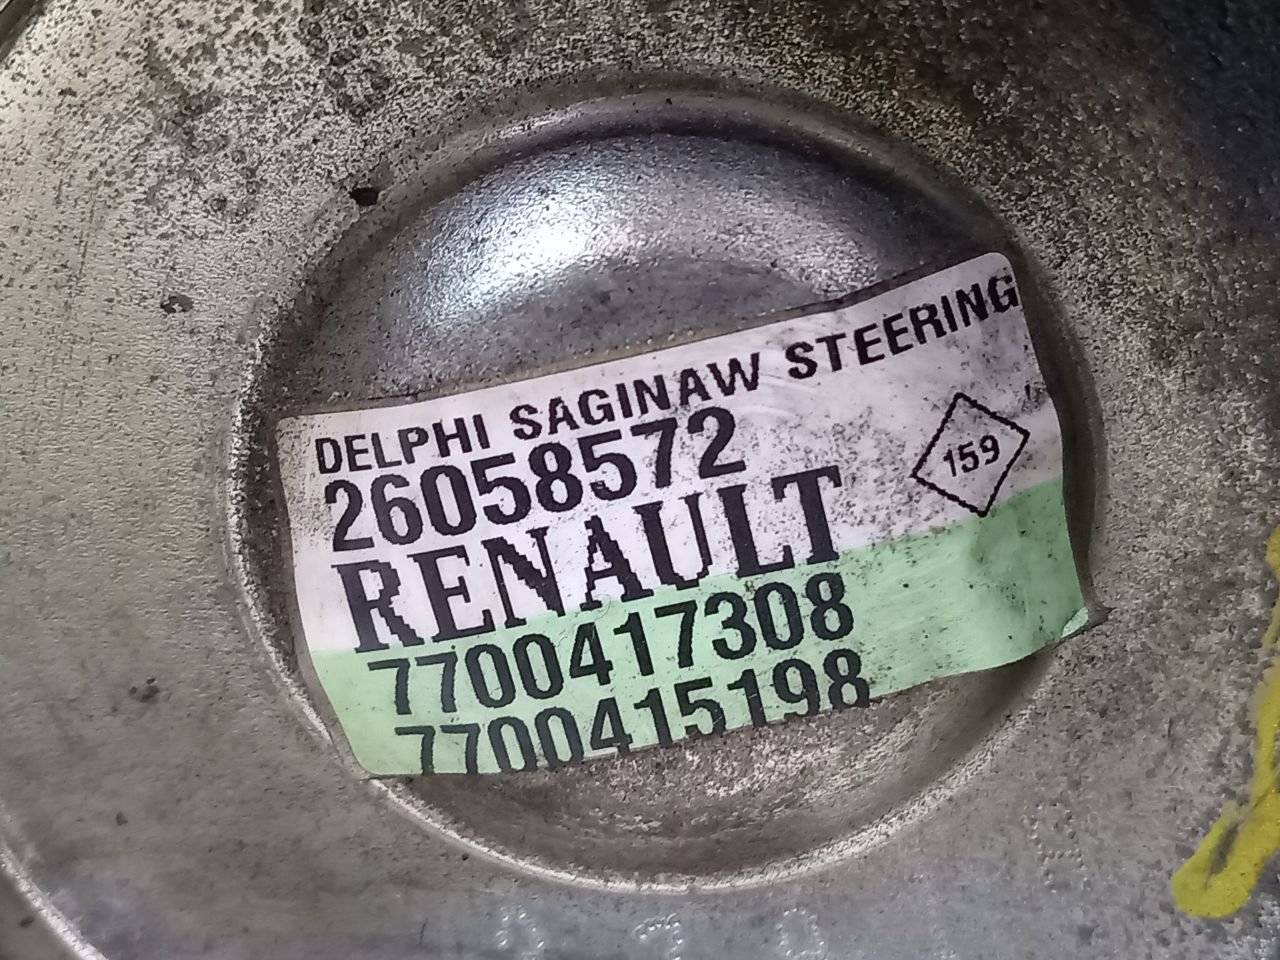 DELPHI SAGINAW STEERING
26058572
159
RENAULT
7700417308
7700415198